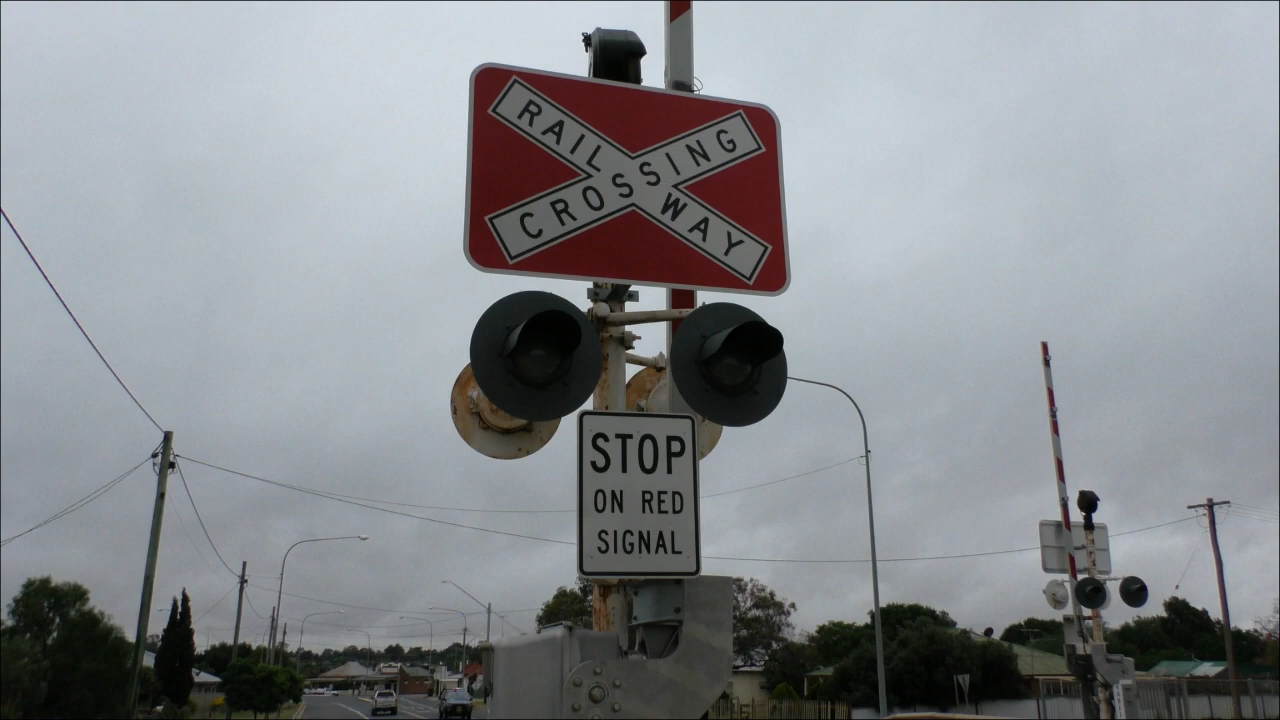 RAIL WAY
CROSSING
STOP
ON RED
SIGNAL